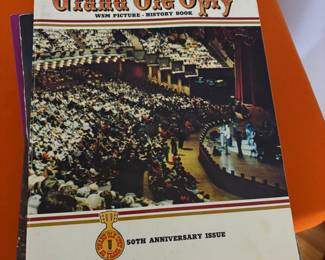 Grand Ole Opry
WSM PICTURE - HISTORY BOOK
50TH ANNIVERSARY ISSUE